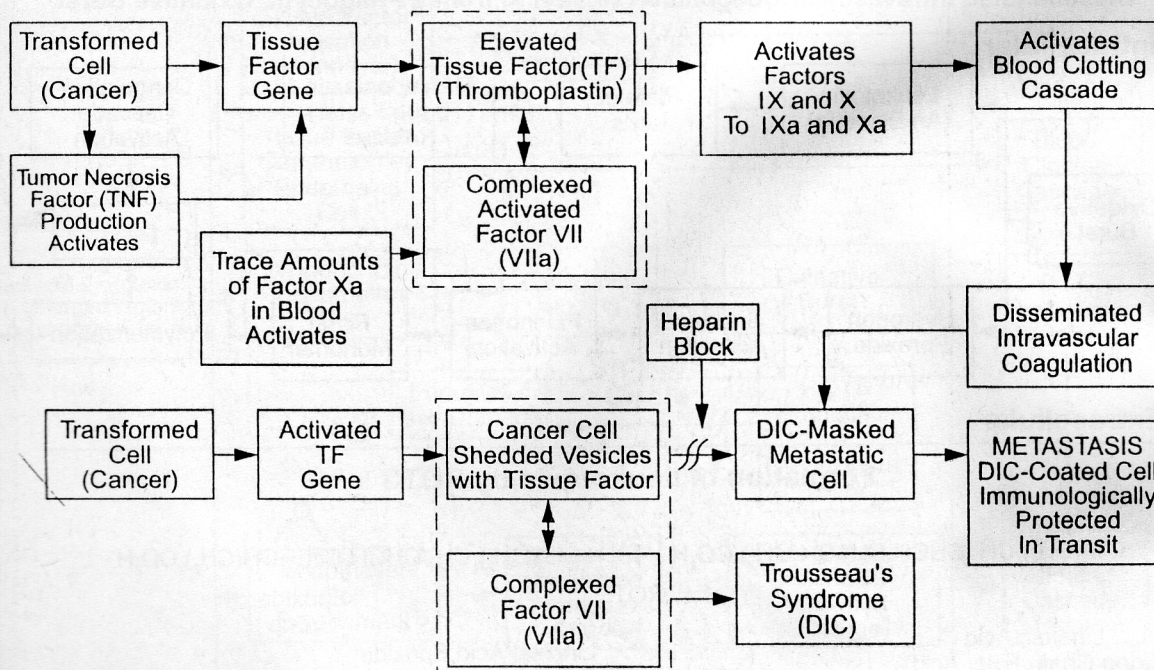 Transformed
Cell
(Cancer)
Tissue
Factor
Gene
Elevated
Tissue Factor(TF)
(Thromboplastin)
Activates
Factors
IX and X
To IXa and Xa
Activates
Blood Clotting
Cascade
Tumor Necrosis
Factor (TNF)
Production
Activates
Complexed
Activated
Factor VII
(VIIa)
Trace Amounts
of Factor Xa
in Blood
Activates
Disseminated
Intravascular
Coagulation
Heparin
Block
Transformed
Cell
(Cancer)
Activated
TF
Gene
Cancer Cell
Shedded Vesicles
with Tissue Factor
DIC-Masked
Metastatic
Cell
METASTASIS
DIC-Coated Cell
Immunologically
Protected
In Transit
Complexed
Factor VII
(VIIa)
Trousseau's
Syndrome
(DIC)